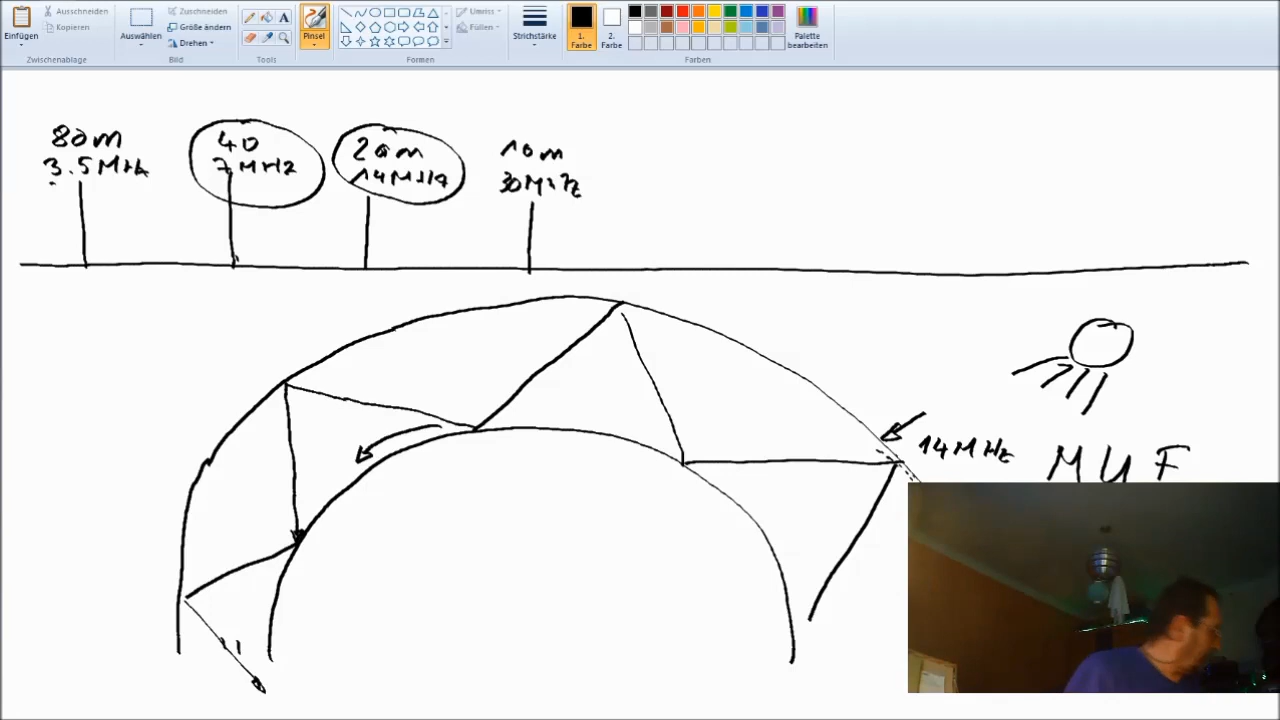 Einfügen
Ausschneiden
Kopieren
Zwischenablage
Auswählen
Zuschneiden
Größe ändern
Drehen
Bild
A
Tools
Pinsel
Formen
Umriss
Füllen
Strichstärke
1.
Farbe
2.
Farbe
Farben
Palette
bearbeiten
80m
3.5MHz
40
7MHz
20m
14MHz
10m
30MHz
14MHz
MUF